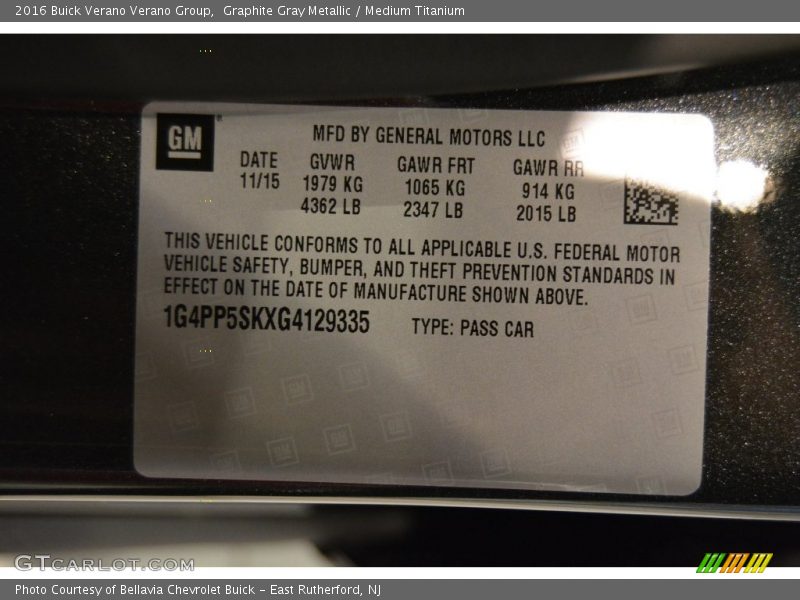 2016 Buick Verano Verano Group,  Graphite Gray Metallic / Medium Titanium
GM
MFD BY GENERAL MOTORS LLC
DATE GVWR GAWR FRT GAWR RR
11/15 1979 KG 1065 KG 914 KG
4362 LB 2347 LB 2015 LB
THIS VEHICLE CONFORMS TO ALL APPLICABLE U.S. FEDERAL MOTOR
VEHICLE SAFETY, BUMPER, AND THEFT PREVENTION STANDARDS IN
EFFECT ON THE DATE OF MANUFACTURE SHOWN ABOVE.
1G4PP5SKXG4129335 TYPE: PASS CAR
GTCARLOT.COM
Photo Courtesy of Bellavia Chevrolet Buick - East Rutherford, NJ